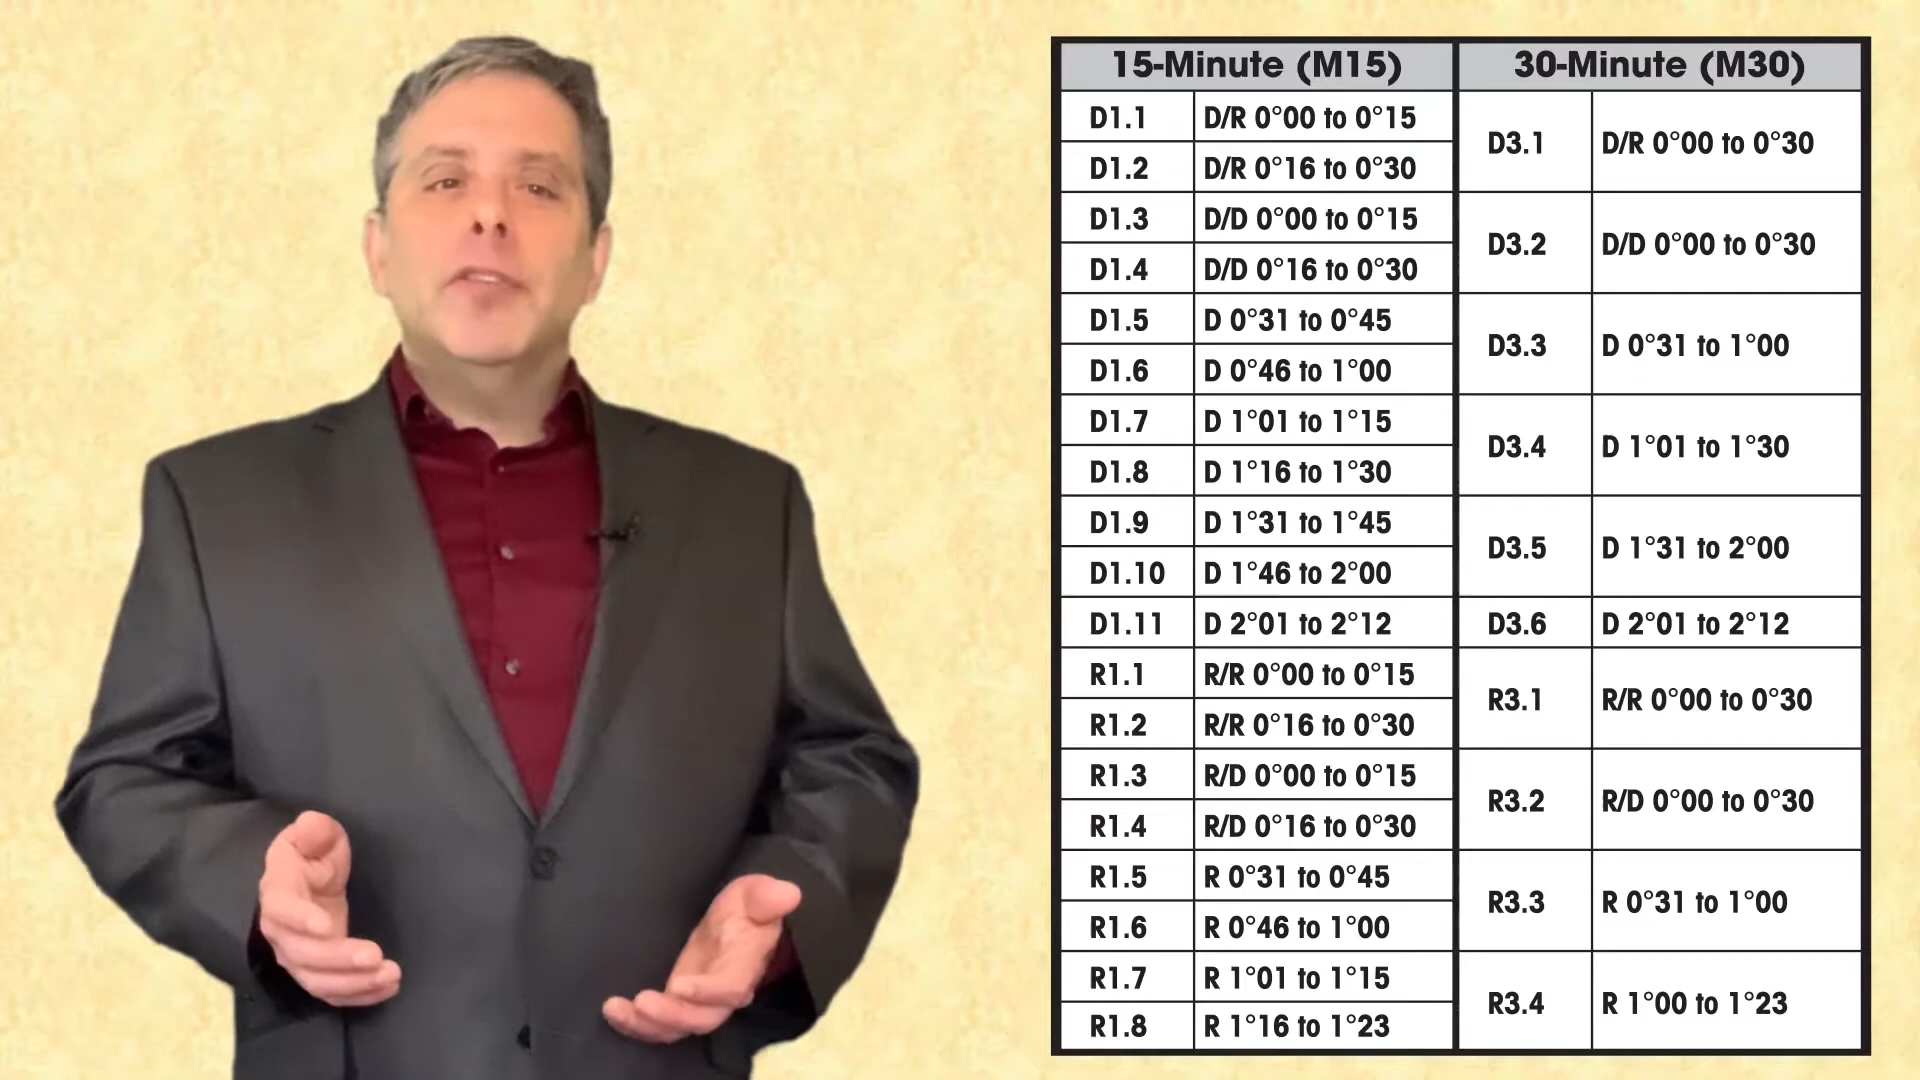 15-Minute (M15) 30-Minute (M30)
D1.1 D/R 0°00 to 0°15
D3.1 D/R 0°00 to 0°30
D1.2 D/R 0°16 to 0°30
D1.3 D/D 0°00 to 0°15
D3.2 D/D 0°00 to 0°30
D1.4 D/D 0°16 to 0°30
D1.5 D 0°31 to 0°45
D3.3 D 0°31 to 1°00
D1.6 D 0°46 to 1°00
D1.7 D 1°01 to 1°15
D3.4 D 1°01 to 1°30
D1.8 D 1°16 to 1°30
D1.9 D 1°31 to 1°45
D3.5 D 1°31 to 2°00
D1.10 D 1°46 to 2°00
D1.11 D 2°01 to 2°12 D3.6 D 2°01 to 2°12
R1.1 R/R 0°00 to 0°15
R3.1 R/R 0°00 to 0°30
R1.2 R/R 0°16 to 0°30
R1.3 R/D 0°00 to 0°15
R3.2 R/D 0°00 to 0°30
R1.4 R/D 0°16 to 0°30
R1.5 R 0°31 to 0°45
R3.3 R 0°31 to 1°00
R1.6 R 0°46 to 1°00
R1.7 R 1°01 to 1°15
R3.4 R 1°00 to 1°23
R1.8 R 1°16 to 1°23